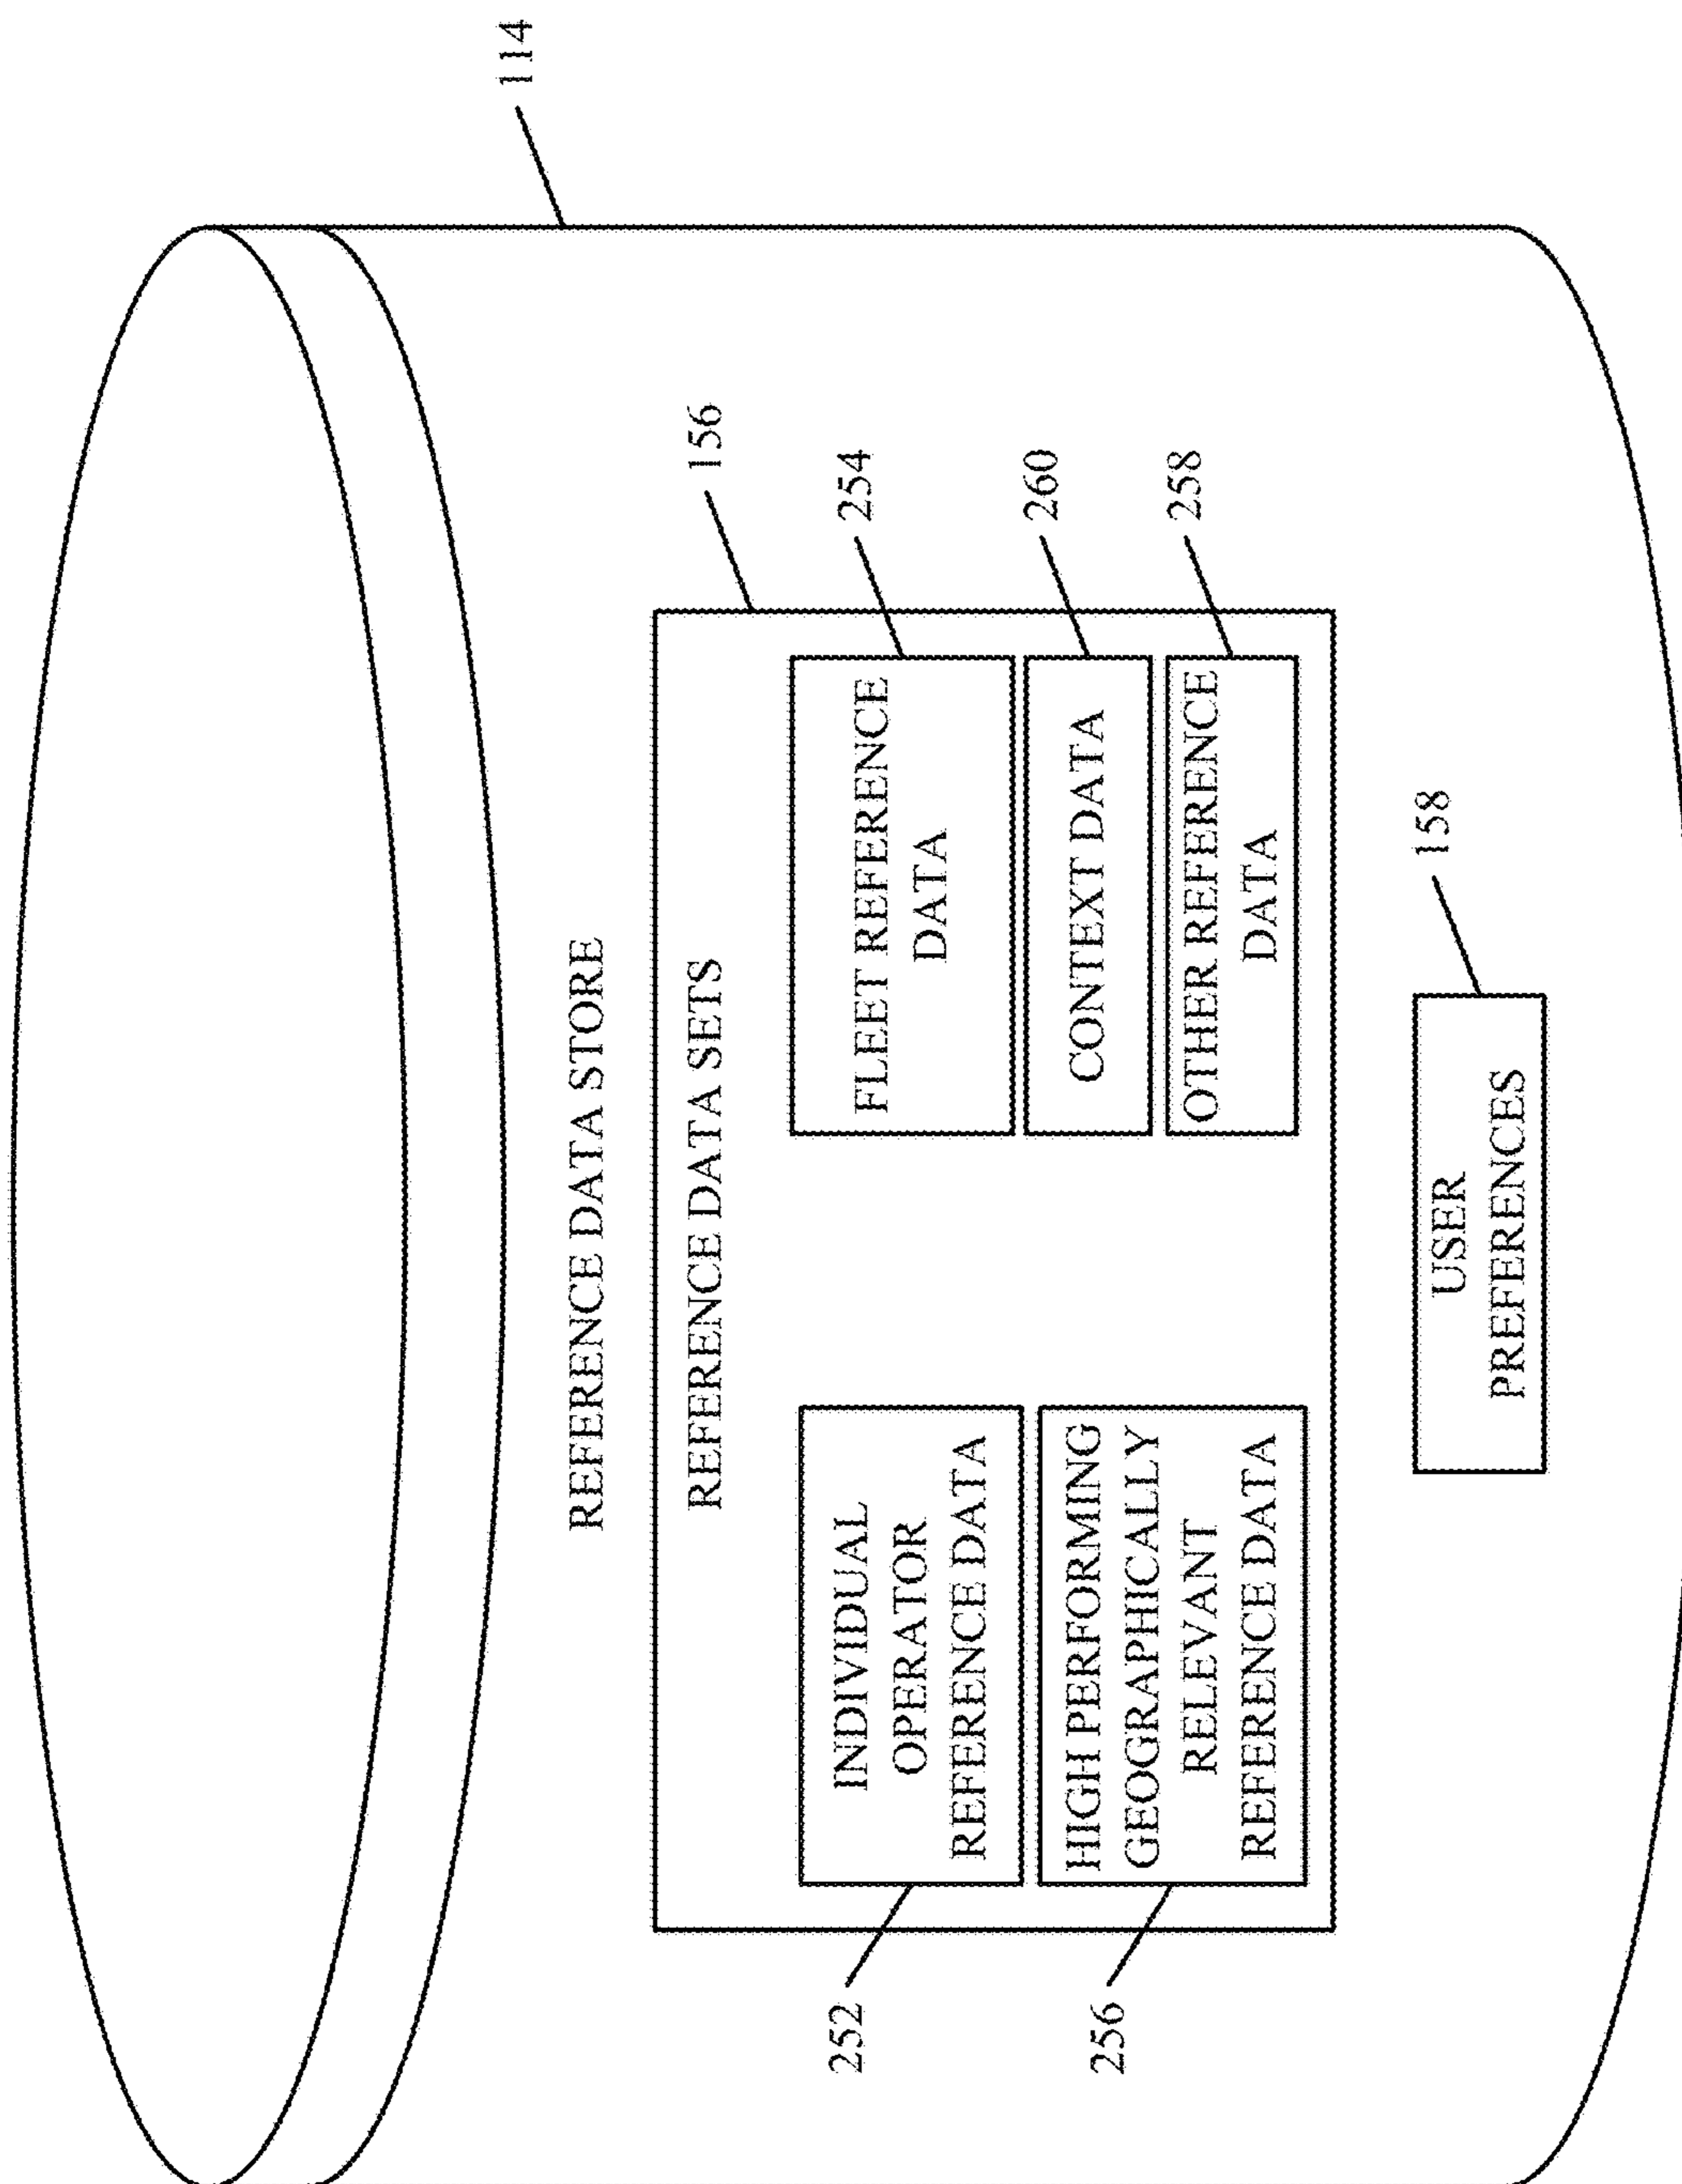 114
REFERENCE DATA STORE
156
REFERENCE DATA SETS
252
INDIVIDUAL
OPERATOR
REFERENCE DATA
FLEET REFERENCE
DATA
254
256
HIGH PERFORMING
GEOGRAPHICALLY
RELEVANT
REFERENCE DATA
CONTEXT DATA
260
OTHER REFERENCE
DATA
258
USER
PREFERENCES
158